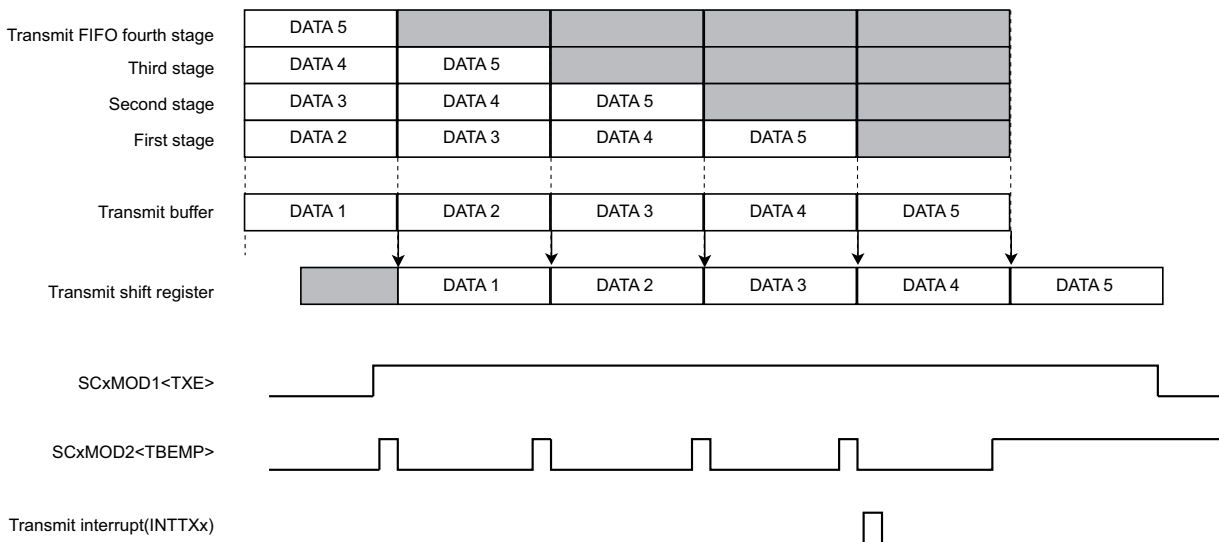 Transmit FIFO fourth stage DATA 5
Third stage DATA 4 DATA 5
Second stage DATA 3 DATA 4 DATA 5
First stage DATA 2 DATA 3 DATA 4 DATA 5
Transmit buffer DATA 1 DATA 2 DATA 3 DATA 4 DATA 5
Transmit shift register DATA 1 DATA 2 DATA 3 DATA 4 DATA 5
SCxMOD1<TXE>
SCxMOD2<TBEMP>
Transmit interrupt(INTTXx)